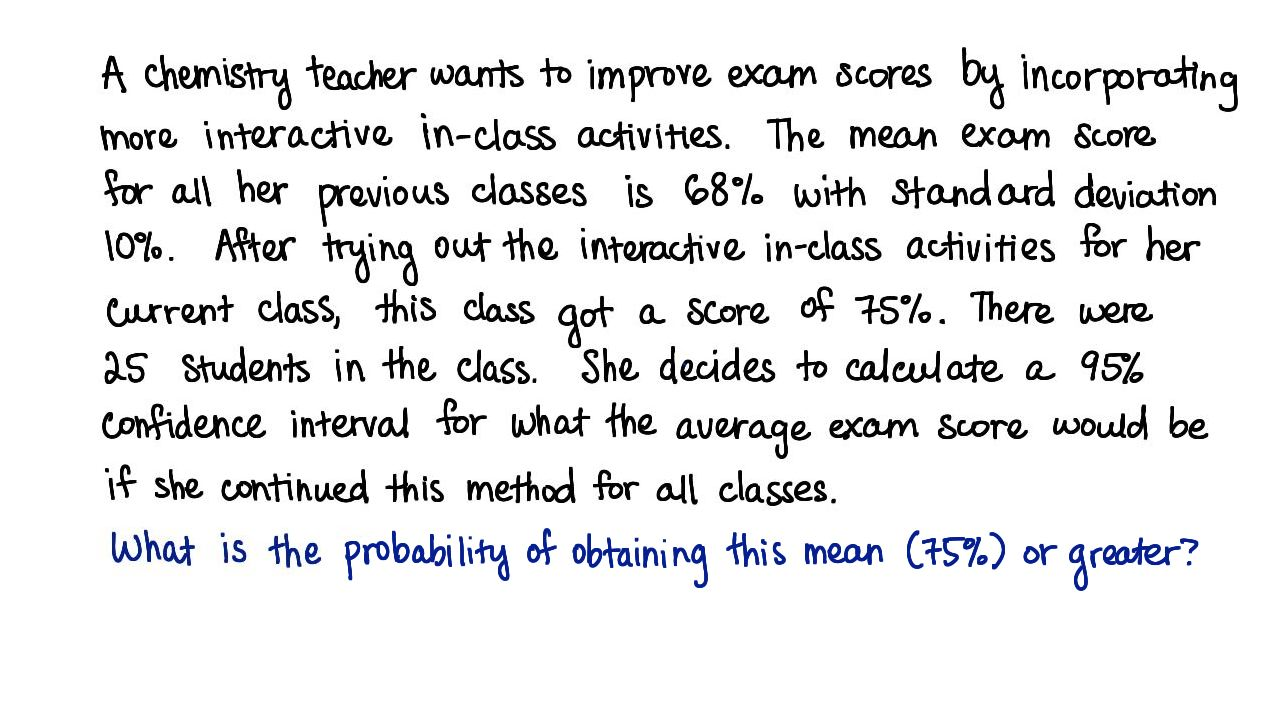 A chemistry teacher wants to improve exam scores by incorporating
more interactive in-class activities. The mean exam score
for all her previous classes is 68% with standard deviation
10%. After trying out the interactive in-class activities for her
current class, this class got a score of 75%. There were
25 students in the class. She decides to calculate a 95%
confidence interval for what the average exam score would be
if she continued this method for all classes.
What is the probability of obtaining this mean (75%) or greater?